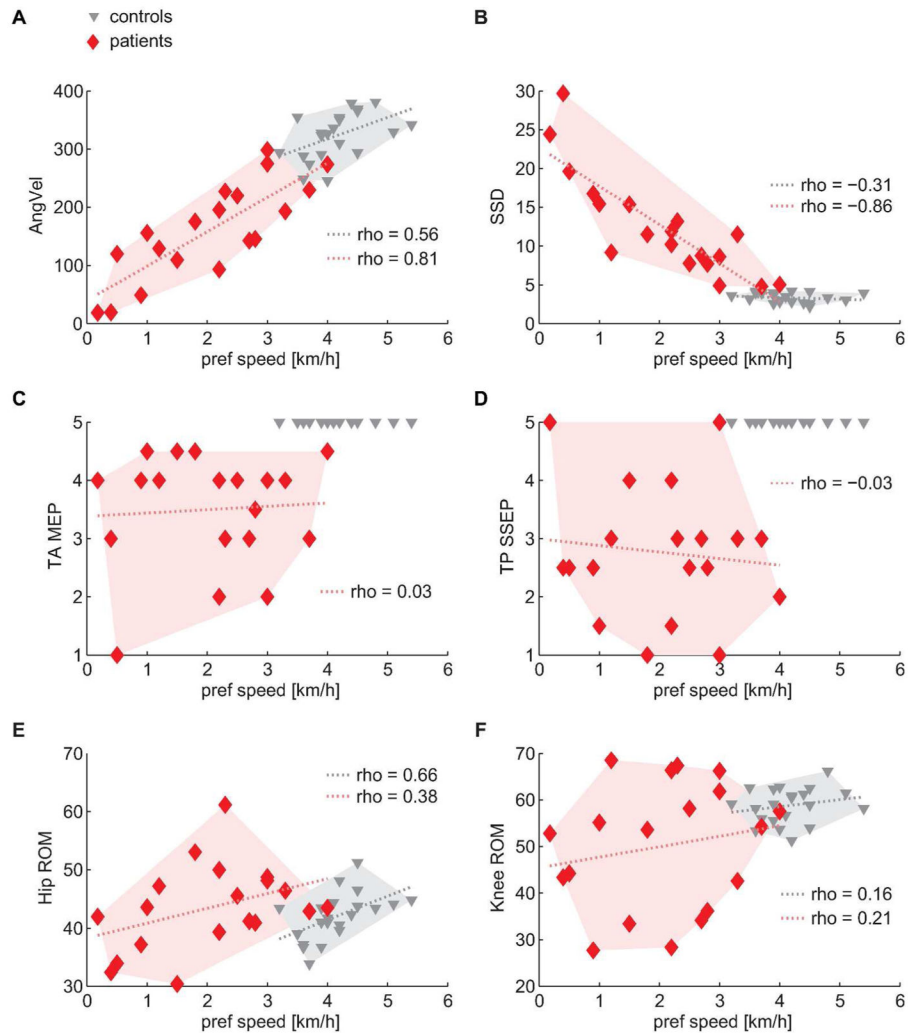 controls
patients
A
B
400
300
200
100
0
AngVel
rho = 0.56
rho = 0.81
0 1 2 3 4 5 6
pref speed [km/h]
30
25
20
15
10
5
0
SSD
rho = −0.31
rho = −0.86
0 1 2 3 4 5 6
pref speed [km/h]
C
D
5
4
3
2
1
TA MEP
rho = 0.03
0 1 2 3 4 5 6
pref speed [km/h]
5
4
3
2
1
TP SSEP
rho = −0.03
0 1 2 3 4 5 6
pref speed [km/h]
E
F
70
60
50
40
30
Hip ROM
rho = 0.66
rho = 0.38
0 1 2 3 4 5 6
pref speed [km/h]
70
60
50
40
30
20
Knee ROM
rho = 0.16
rho = 0.21
0 1 2 3 4 5 6
pref speed [km/h]